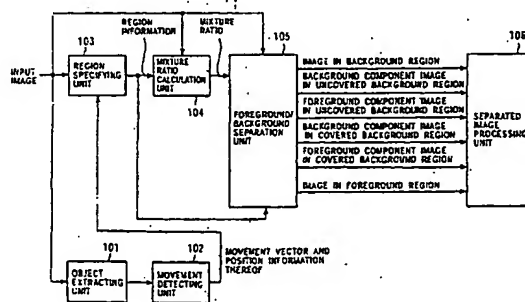 REGION
INFORMATION
MIXTURE
RATIO
103
105
106
INPUT
IMAGE
REGION
SPECIFYING
UNIT
MIXTURE
RATIO
CALCULATION
UNIT
104
FOREGROUND/
BACKGROUND
SEPARATION
UNIT
IMAGE IN BACKGROUND REGION
BACKGROUND COMPONENT IMAGE
IN UNCOVERED BACKGROUND REGION
FOREGROUND COMPONENT IMAGE
IN UNCOVERED BACKGROUND REGION
BACKGROUND COMPONENT IMAGE
IN COVERED BACKGROUND REGION
FOREGROUND COMPONENT IMAGE
IN COVERED BACKGROUND REGION
IMAGE IN FOREGROUND REGION
SEPARATED
IMAGE
PROCESSING
UNIT
101
102
OBJECT
EXTRACTING
UNIT
MOVEMENT
DETECTING
UNIT
MOVEMENT VECTOR AND
POSITION INFORMATION
THEREOF